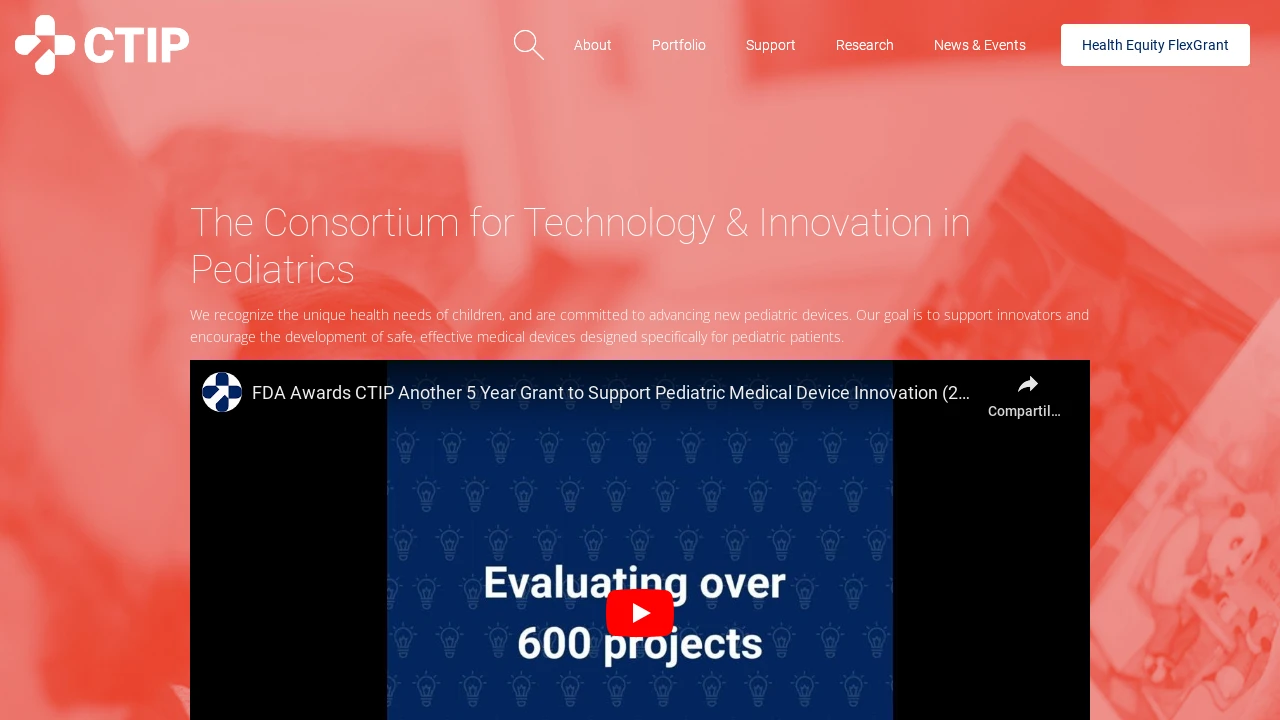 CTIP
About
Portfolio
Support
Research
News & Events
Health Equity FlexGrant
The Consortium for Technology & Innovation in
Pediatrics
We recognize the unique health needs of children, and are committed to advancing new pediatric devices. Our goal is to support innovators and
encourage the development of safe, effective medical devices designed specifically for pediatric patients.
FDA Awards CTIP Another 5 Year Grant to Support Pediatric Medical Device Innovation (2...
Compartil...
Evaluating over
600 projects